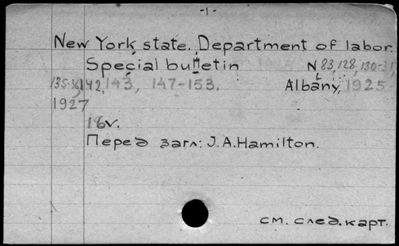 -1-
New York state. Department of labor.
Special bulletin N 83, 128, 130-31
135-36, 142, 143, 147-153. Albany, 1925-
1927
16v.
Перед загл: J.A.Hamilton.
см. след. карт.